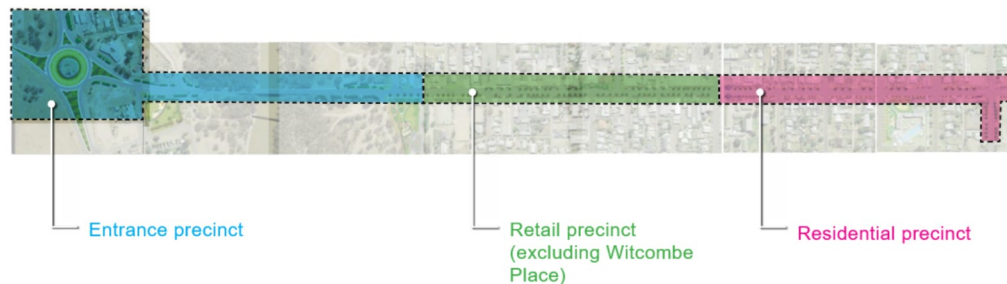 Entrance precinct
Retail precinct
(excluding Witcombe
Place)
Residential precinct